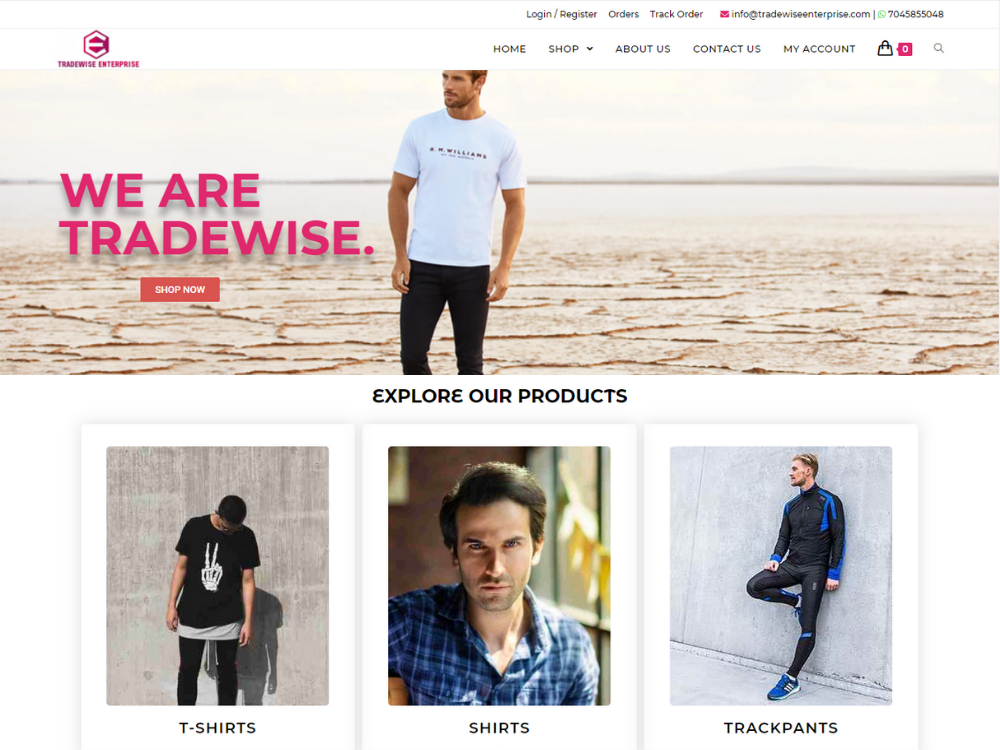 Login / Register Orders Track Order info@tradewiseenterprise.com | 7045855048
TRADEWISE ENTERPRISE
HOME SHOP ABOUT US CONTACT US MY ACCOUNT 0
R.M.WILLIAMS
WE ARE
TRADEWISE.
SHOP NOW
EXPLORE OUR PRODUCTS
T-SHIRTS SHIRTS TRACKPANTS